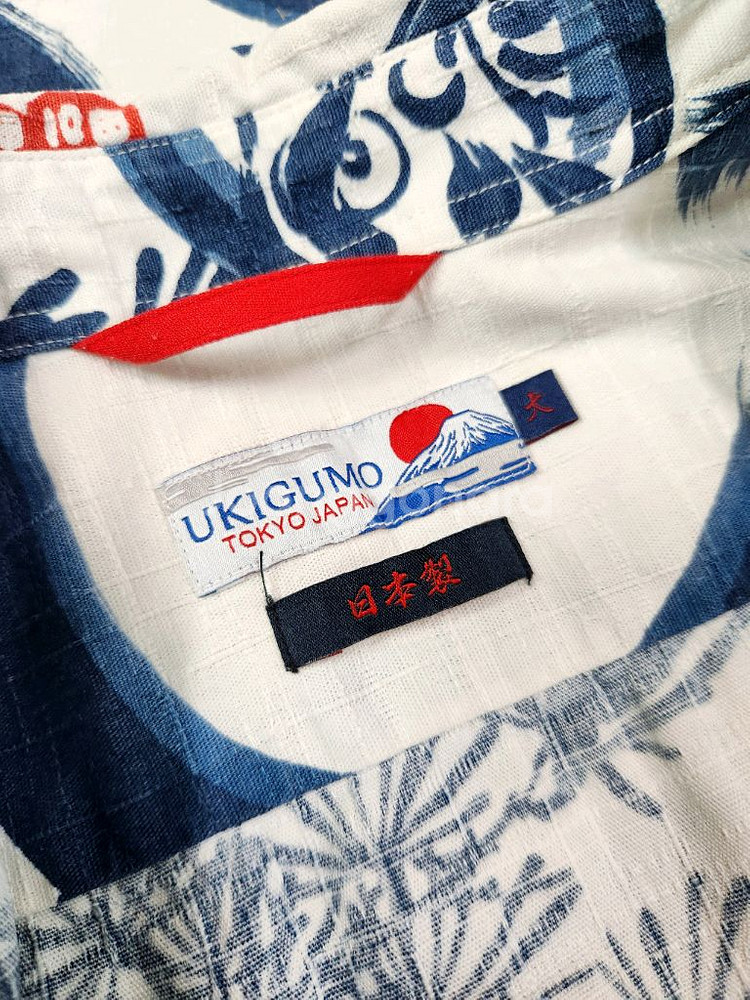 大
UKIGUMO
TOKYO JAPAN
日本製